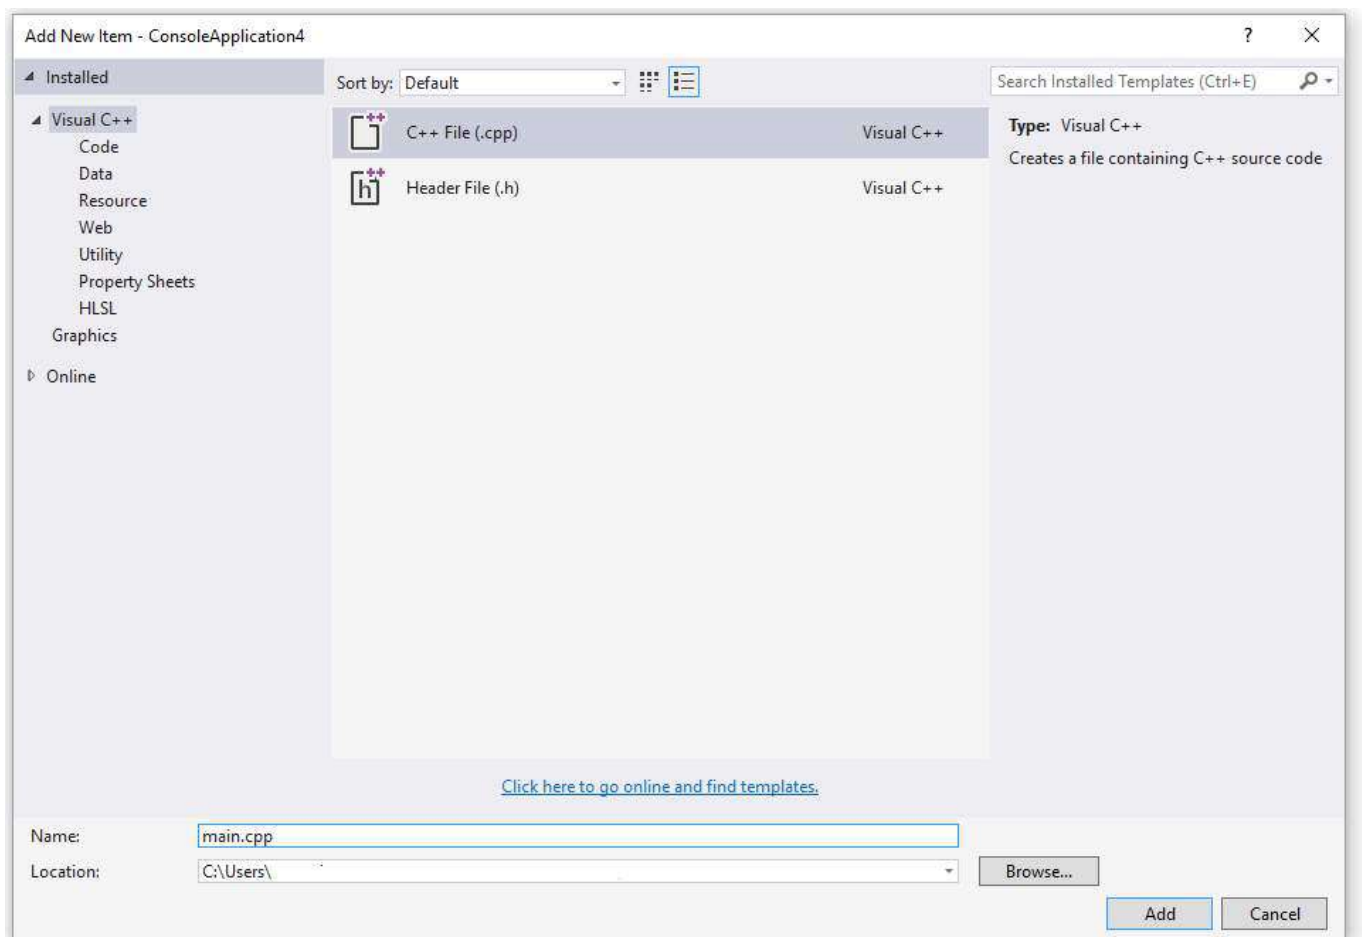 Add New Item - ConsoleApplication4
?
Installed
Sort by: Default
Search Installed Templates (Ctrl+E)
Visual C++
Code
Data
Resource
Web
Utility
Property Sheets
HLSL
Graphics
Online
C++ File (.cpp) Visual C++
Header File (.h) Visual C++
Type: Visual C++
Creates a file containing C++ source code
Click here to go online and find templates.
Name: main.cpp
Location: C:\Users\
Browse...
Add Cancel